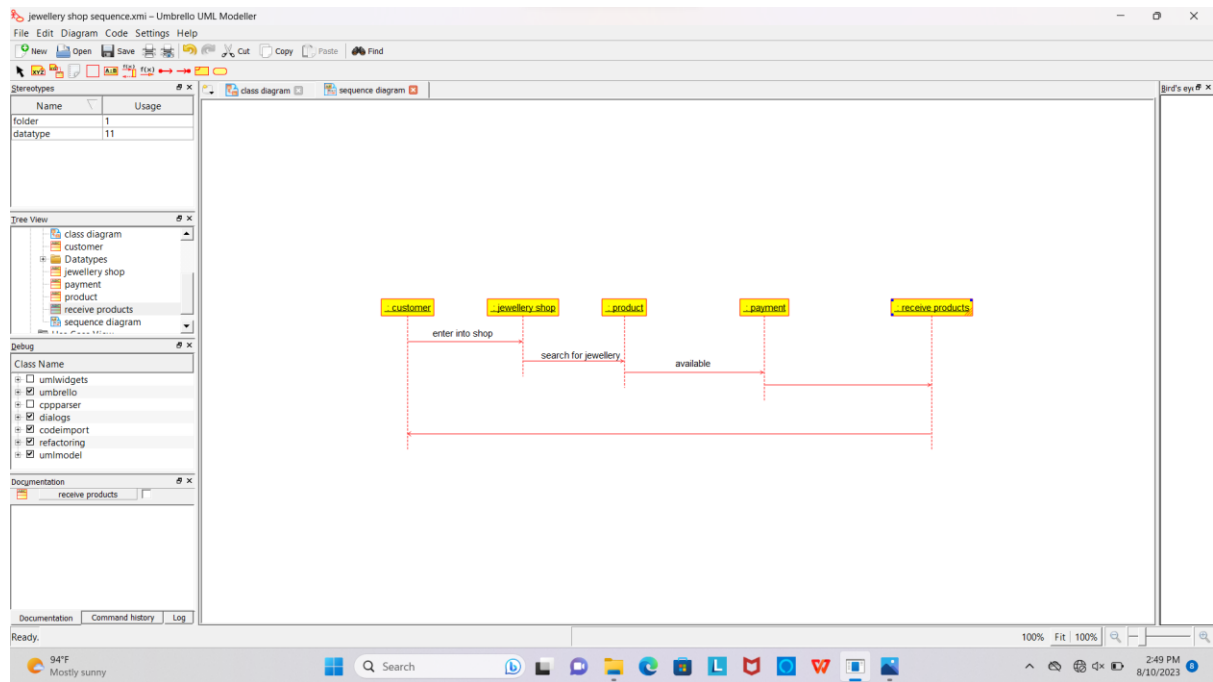 jewellery shop sequence.xmi – Umbrello UML Modeller
File Edit Diagram Code Settings Help
New Open Save Cut Copy Paste Find
Stereotypes
class diagram sequence diagram
Bird's eye
Name Usage
folder 1
datatype 11
Tree View
class diagram
customer
Datatypes
jewellery shop
payment
product
receive products
sequence diagram
: customer : jewellery shop : product : payment : receive products
enter into shop
search for jewellery
available
Debug
Class Name
umlwidgets
umbrello
cppparser
dialogs
codeimport
refactoring
umlmodel
Documentation
receive products
Documentation Command history Log
Ready.
100% Fit 100%
94°F
Mostly sunny
Search
2:49 PM
8/10/2023
8